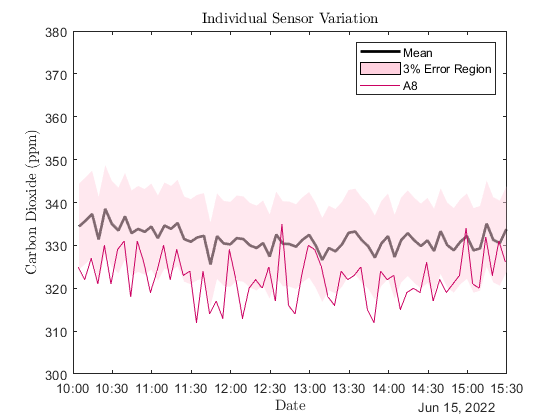 Individual Sensor Variation
Mean
3% Error Region
A8
Carbon Dioxide (ppm)
380
370
360
350
340
330
320
310
300
10:00 10:30 11:00 11:30 12:00 12:30 13:00 13:30 14:00 14:30 15:00 15:30
Date
Jun 15, 2022